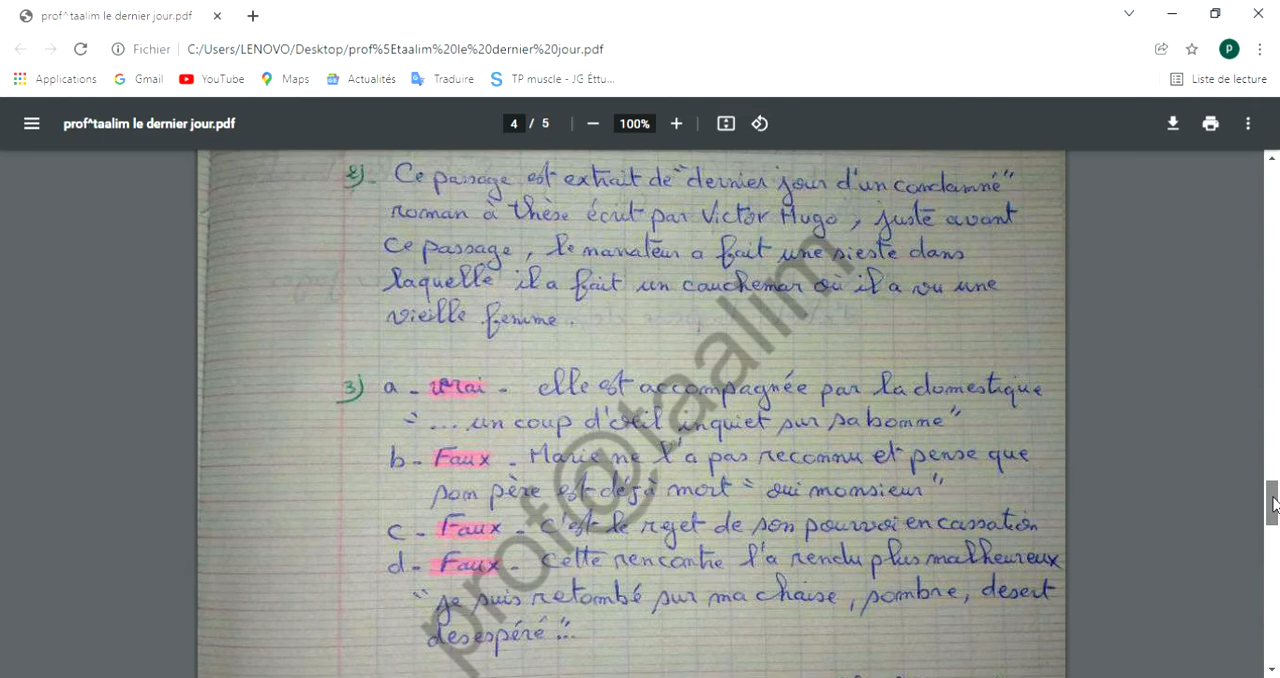 prof^taalim le dernier jour.pdf
Fichier C:/Users/LENOVO/Desktop/prof%5Etaalim%20le%20dernier%20jour.pdf P
Applications Gmail YouTube Maps Actualités Traduire TP muscle - JG Éttu... Liste de lecture
prof^taalim le dernier jour.pdf 4 / 5 100%
2)- Ce passage est extrait de "dernier jour d'un condamné"
roman à thèse écrit par Victor Hugo, juste avant
ce passage, le narrateur a fait une sieste dans
laquelle il a fait un cauchemar où il a vu une
vieille femme.
3) a - vrai - elle est accompagnée par la domestique
"... un coup d'œil inquiet sur sa bonne"
b - Faux - Marie ne l'a pas reconnu et pense que
son père est déjà mort "oui monsieur"
c - Faux - c'est le rejet de son pourvoi en cassation
d - Faux - Cette rencontre l'a rendu plus malheureux
"je suis retombé sur ma chaise, sombre, desert
desespéré"...
prof@taalim